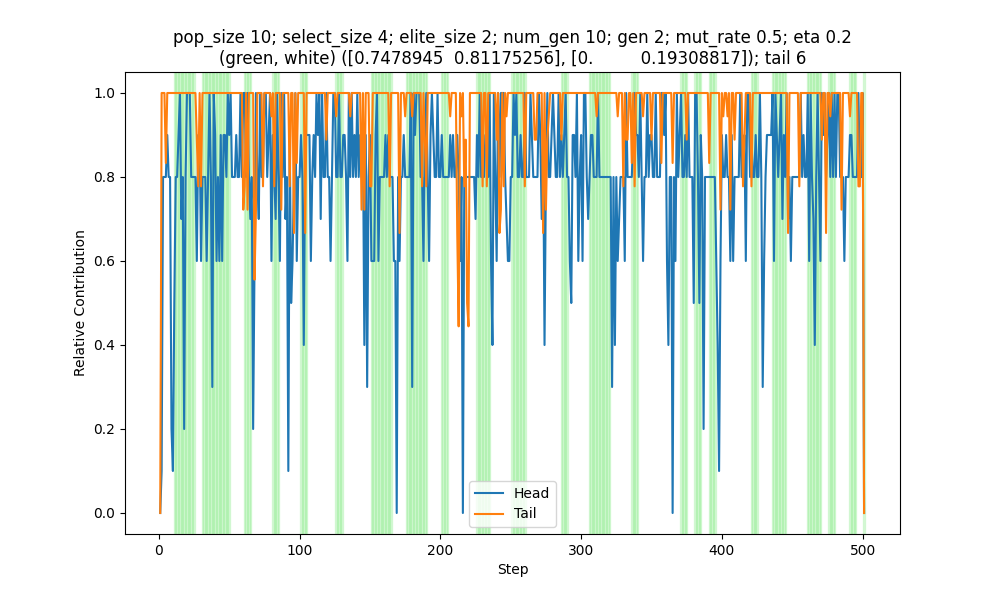 pop_size 10; select_size 4; elite_size 2; num_gen 10; gen 2; mut_rate 0.5; eta 0.2
(green, white) ([0.7478945  0.81175256], [0.          0.19308817]); tail 6
1.0
0.8
0.6
0.4
0.2
0.0
Relative Contribution
Head
Tail
0
100
200
300
400
500
Step